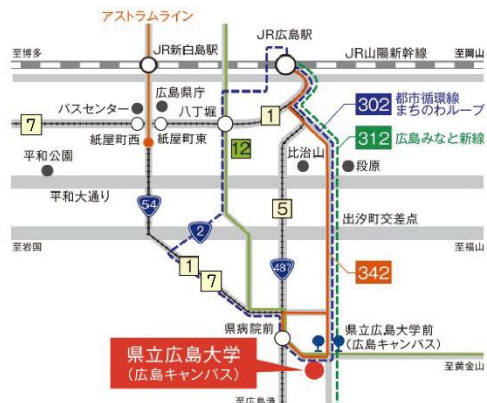 アストラムライン
JR広島駅
至博多
JR新白島駅
JR山陽新幹線
至岡山
広島県庁
バスセンター
八丁堀
1
302 都市循環線
まちのわループ
7
紙屋町西
紙屋町東
12
312 広島みなと新線
平和公園
比治山
段原
平和大通り
54
5
2
出汐町交差点
至岩国
至福山
1
487
342
7
県病院前
県立広島大学前
(広島キャンパス)
県立広島大学
(広島キャンパス)
至黄金山
至広島港